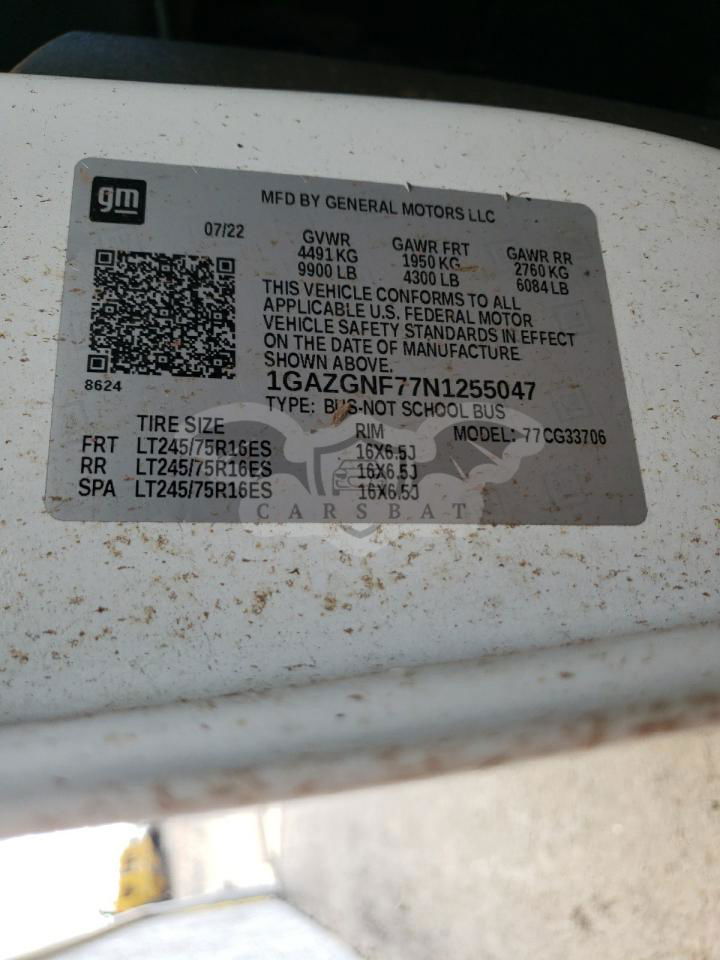 gm
MFD BY GENERAL MOTORS LLC
07/22
GVWR GAWR FRT GAWR RR
4491 KG 1950 KG 2760 KG
9900 LB 4300 LB 6084 LB
THIS VEHICLE CONFORMS TO ALL
APPLICABLE U.S. FEDERAL MOTOR
VEHICLE SAFETY STANDARDS IN EFFECT
ON THE DATE OF MANUFACTURE
SHOWN ABOVE.
8624
1GAZGNF77N1255047
TYPE: BUS-NOT SCHOOL BUS
TIRE SIZE RIM MODEL: 77 CG33706
FRT LT245/75R16ES 16X6.5J
RR LT245/75R16ES 16X6.5J
SPA LT245/75R16ES 16X6.5J
CARSBAT